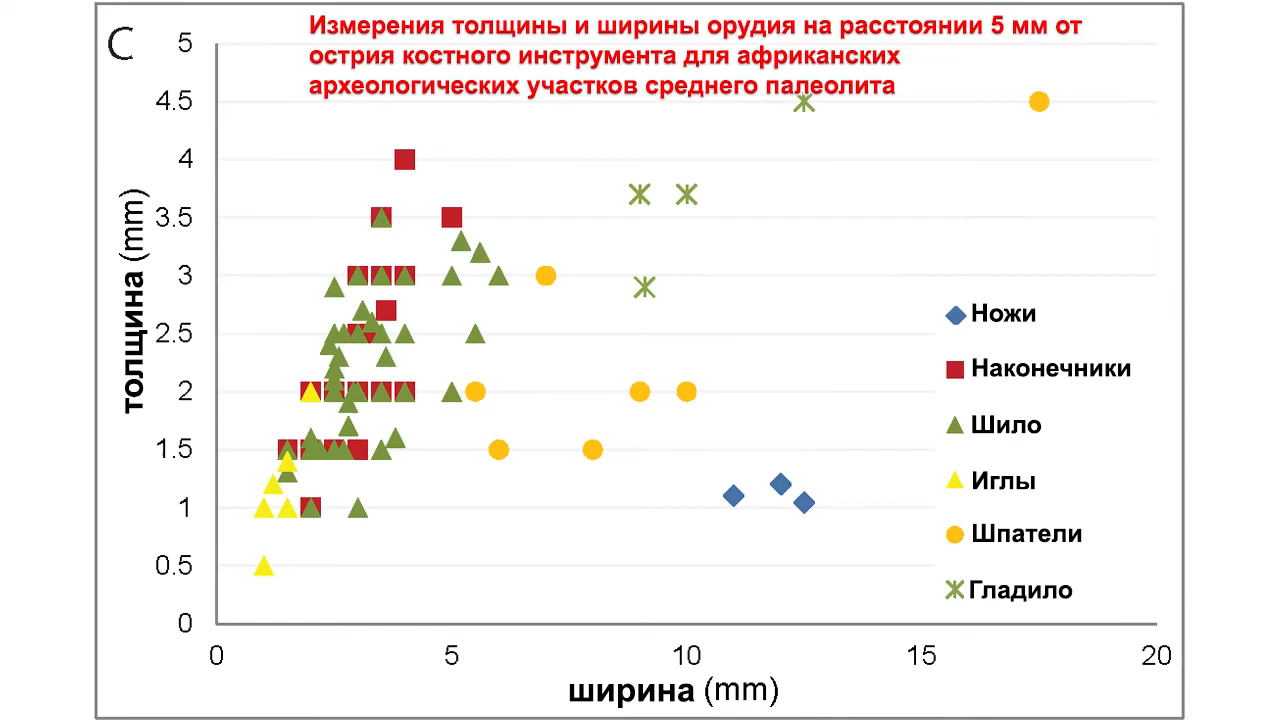 C
Измерения толщины и ширины орудия на расстоянии 5 мм от
острия костного инструмента для африканских
археологических участков среднего палеолита
5
4.5
4
3.5
3
2.5
2
1.5
1
0.5
0
толщина (mm)
0 5 10 15 20
ширина (mm)
Ножи
Наконечники
Шило
Иглы
Шпатели
Гладило